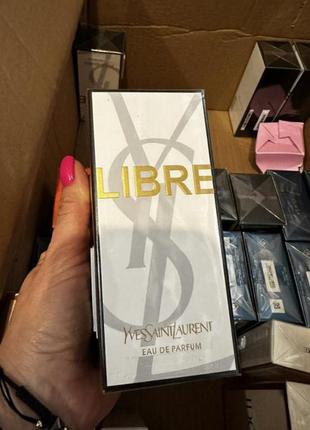 LIBRE
YVESSAINTLAURENT
EAU DE PARFUM